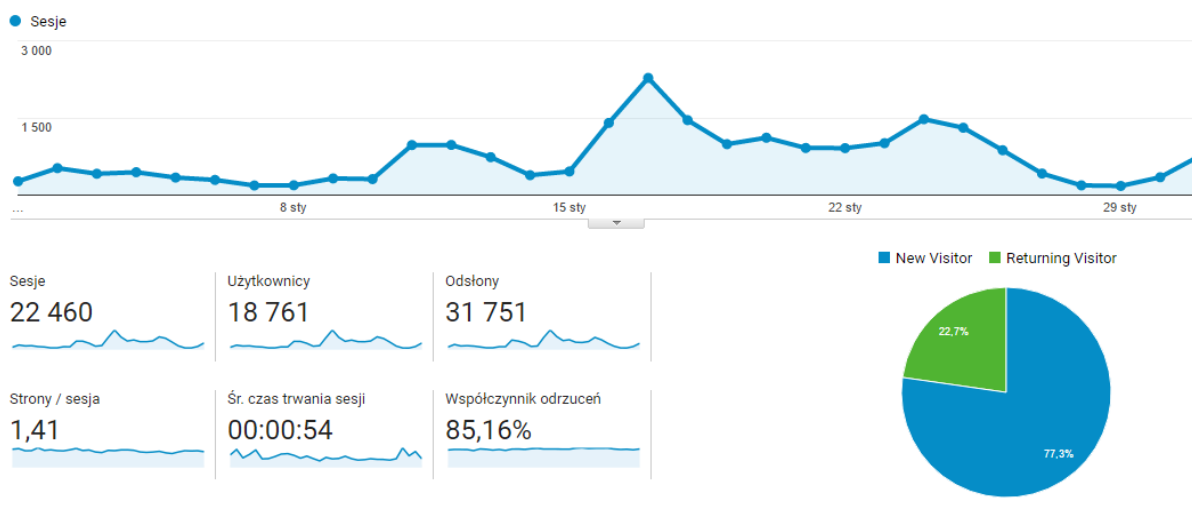 Sesje
3 000
1 500
...
8 sty
15 sty
22 sty
29 sty
New Visitor
Returning Visitor
22,7%
77,3%
Sesje
22 460
Użytkownicy
18 761
Odsłony
31 751
Strony / sesja
1,41
Śr. czas trwania sesji
00:00:54
Współczynnik odrzuceń
85,16%